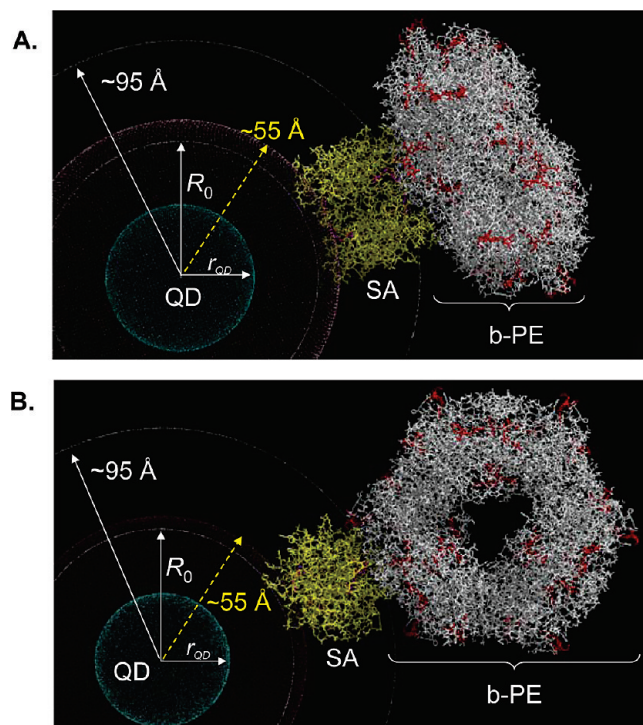 A.
~95 Å
~55 Å
R0
rQD
QD
SA
b-PE
B.
~95 Å
R0
~55 Å
rQD
QD
SA
b-PE